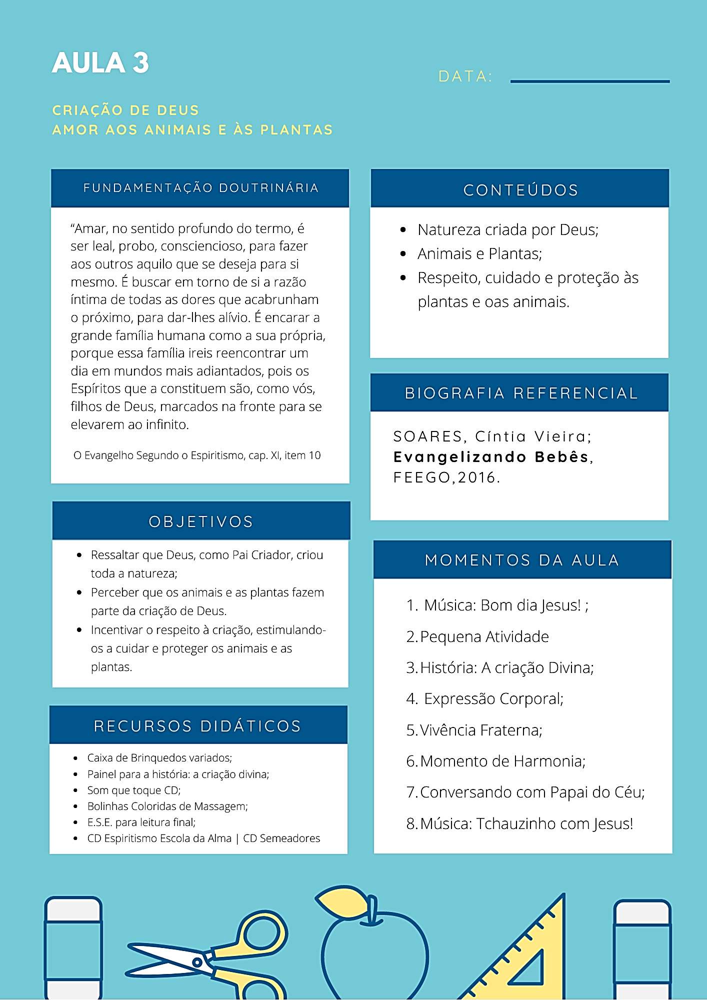 AULA 3
DATA:
CRIAÇÃO DE DEUS
AMOR AOS ANIMAIS E ÀS PLANTAS
FUNDAMENTAÇÃO DOUTRINÁRIA
“Amar, no sentido profundo do termo, é
ser leal, probo, consciencioso, para fazer
aos outros aquilo que se deseja para si
mesmo. É buscar em torno de si a razão
íntima de todas as dores que acabrunham
o próximo, para dar-lhes alívio. É encarar a
grande família humana como a sua própria,
porque essa família ireis reencontrar um
dia em mundos mais adiantados, pois os
Espíritos que a constituem são, como vós,
filhos de Deus, marcados na fronte para se
elevarem ao infinito.
O Evangelho Segundo o Espiritismo, cap. XI, item 10
OBJETIVOS
• Ressaltar que Deus, como Pai Criador, criou
toda a natureza;
• Perceber que os animais e as plantas fazem
parte da criação de Deus.
• Incentivar o respeito à criação, estimulando-
os a cuidar e proteger os animais e as
plantas.
RECURSOS DIDÁTICOS
• Caixa de Brinquedos variados;
• Painel para a história: a criação divina;
• Som que toque CD;
• Bolinhas Coloridas de Massagem;
• E.S.E. para leitura final;
• CD Espiritismo Escola da Alma | CD Semeadores
CONTEÚDOS
• Natureza criada por Deus;
• Animais e Plantas;
• Respeito, cuidado e proteção às
plantas e oas animais.
BIOGRAFIA REFERENCIAL
SOARES, Cíntia Vieira;
Evangelizando Bebês,
FEEGO,2016.
MOMENTOS DA AULA
1. Música: Bom dia Jesus! ;
2. Pequena Atividade
3. História: A criação Divina;
4. Expressão Corporal;
5. Vivência Fraterna;
6. Momento de Harmonia;
7. Conversando com Papai do Céu;
8. Música: Tchauzinho com Jesus!